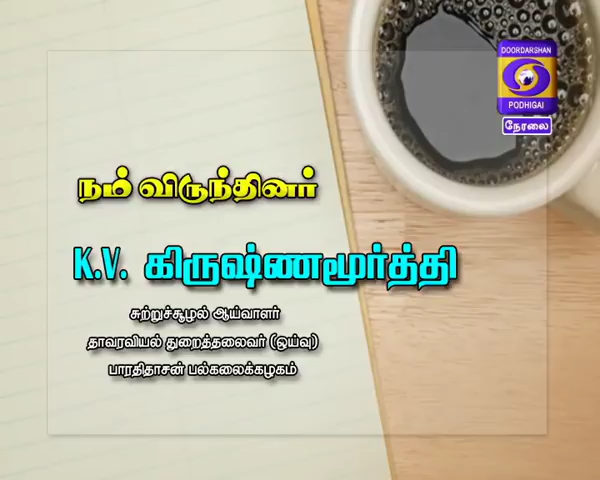 DOORDARSHAN
PODHIGAI
நேரலை
நம் விருந்தினர்
K.V. கிருஷ்ணமூர்த்தி
சுற்றுச்சூழல் ஆய்வாளர்
தாவரவியல் துறைத்தலைவர் (ஓய்வு)
பாரதிதாசன் பல்கலைக்கழகம்